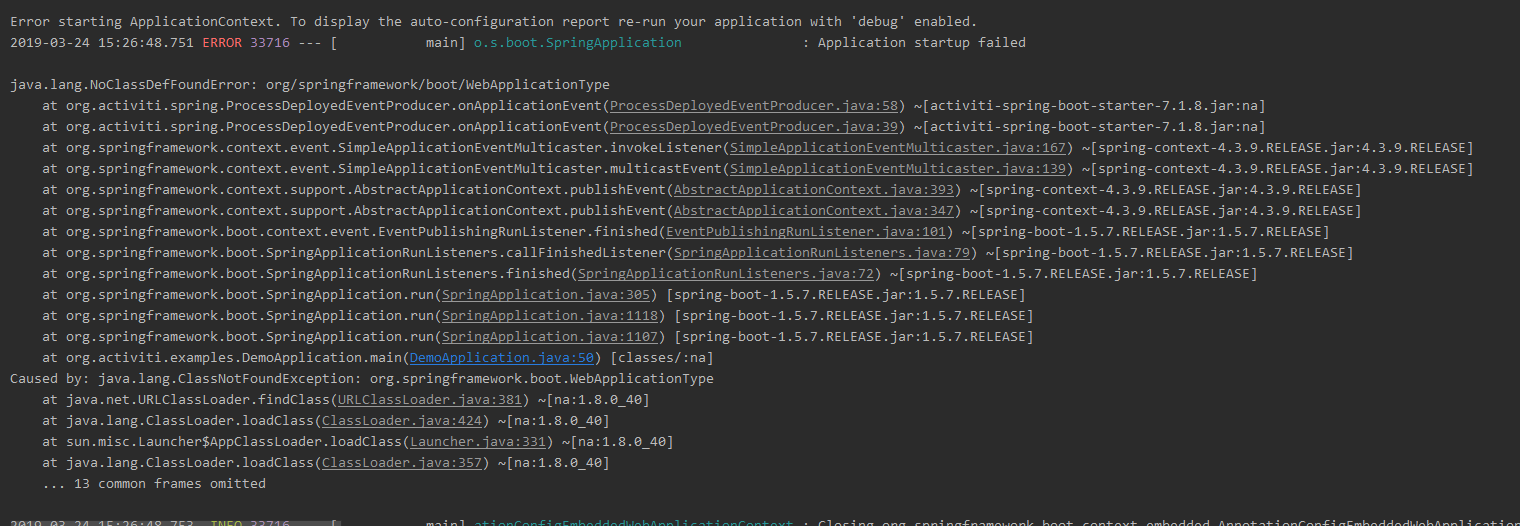 Error starting ApplicationContext. To display the auto-configuration report re-run your application with 'debug' enabled.
2019-03-24 15:26:48.751 ERROR 33716 --- [           main] o.s.boot.SpringApplication               : Application startup failed
java.lang.NoClassDefFoundError: org/springframework/boot/WebApplicationType
    at org.activiti.spring.ProcessDeployedEventProducer.onApplicationEvent(ProcessDeployedEventProducer.java:58) ~[activiti-spring-boot-starter-7.1.8.jar:na]
    at org.activiti.spring.ProcessDeployedEventProducer.onApplicationEvent(ProcessDeployedEventProducer.java:39) ~[activiti-spring-boot-starter-7.1.8.jar:na]
    at org.springframework.context.event.SimpleApplicationEventMulticaster.invokeListener(SimpleApplicationEventMulticaster.java:167) ~[spring-context-4.3.9.RELEASE.jar:4.3.9.RELEASE]
    at org.springframework.context.event.SimpleApplicationEventMulticaster.multicastEvent(SimpleApplicationEventMulticaster.java:139) ~[spring-context-4.3.9.RELEASE.jar:4.3.9.RELEASE]
    at org.springframework.context.support.AbstractApplicationContext.publishEvent(AbstractApplicationContext.java:393) ~[spring-context-4.3.9.RELEASE.jar:4.3.9.RELEASE]
    at org.springframework.context.support.AbstractApplicationContext.publishEvent(AbstractApplicationContext.java:347) ~[spring-context-4.3.9.RELEASE.jar:4.3.9.RELEASE]
    at org.springframework.boot.context.event.EventPublishingRunListener.finished(EventPublishingRunListener.java:101) ~[spring-boot-1.5.7.RELEASE.jar:1.5.7.RELEASE]
    at org.springframework.boot.SpringApplicationRunListeners.callFinishedListener(SpringApplicationRunListeners.java:79) ~[spring-boot-1.5.7.RELEASE.jar:1.5.7.RELEASE]
    at org.springframework.boot.SpringApplicationRunListeners.finished(SpringApplicationRunListeners.java:72) ~[spring-boot-1.5.7.RELEASE.jar:1.5.7.RELEASE]
    at org.springframework.boot.SpringApplication.run(SpringApplication.java:305) [spring-boot-1.5.7.RELEASE.jar:1.5.7.RELEASE]
    at org.springframework.boot.SpringApplication.run(SpringApplication.java:1118) [spring-boot-1.5.7.RELEASE.jar:1.5.7.RELEASE]
    at org.springframework.boot.SpringApplication.run(SpringApplication.java:1107) [spring-boot-1.5.7.RELEASE.jar:1.5.7.RELEASE]
    at org.activiti.examples.DemoApplication.main(DemoApplication.java:50) [classes/:na]
Caused by: java.lang.ClassNotFoundException: org.springframework.boot.WebApplicationType
    at java.net.URLClassLoader.findClass(URLClassLoader.java:381) ~[na:1.8.0_40]
    at java.lang.ClassLoader.loadClass(ClassLoader.java:424) ~[na:1.8.0_40]
    at sun.misc.Launcher$AppClassLoader.loadClass(Launcher.java:331) ~[na:1.8.0_40]
    at java.lang.ClassLoader.loadClass(ClassLoader.java:357) ~[na:1.8.0_40]
    ... 13 common frames omitted
2019-03-24 15:26:48.753  INFO 33716 --- [           main] ationConfigEmbeddedWebApplicationContext : Closing org.springframework.boot.context.embedded.AnnotationConfigEmbeddedWebApplication